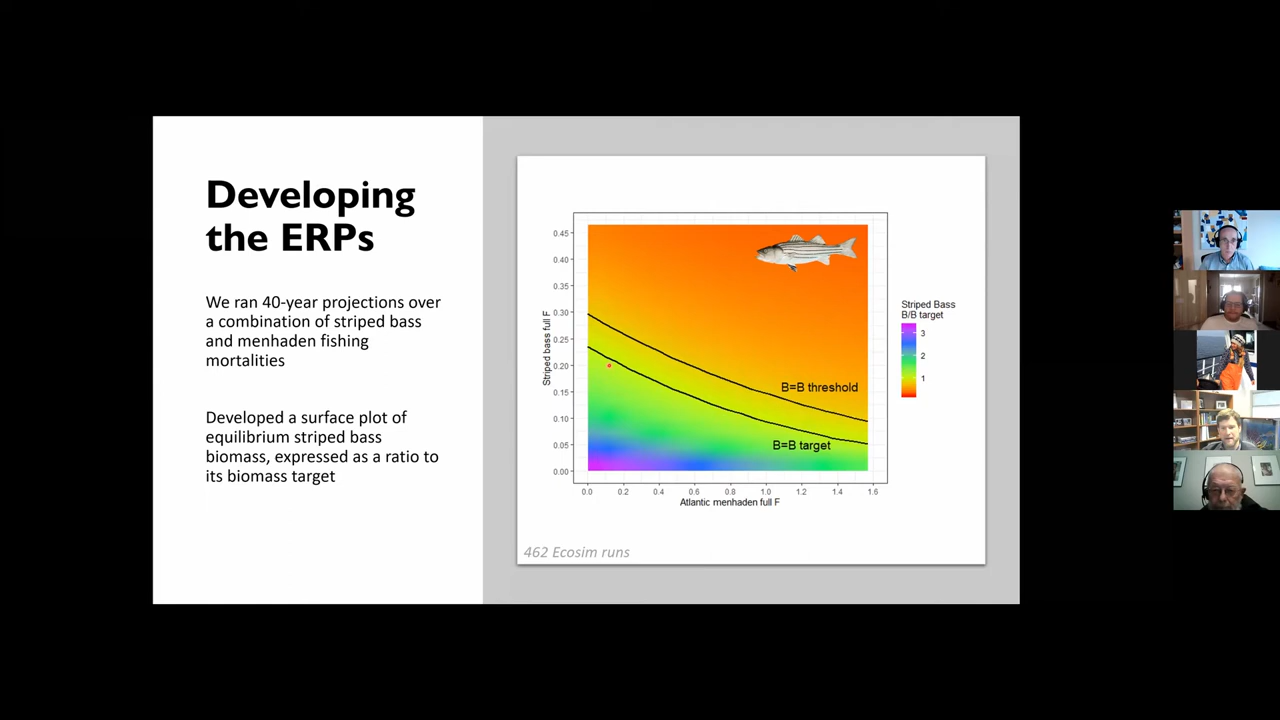 Developing
the ERPs
We ran 40-year projections over
a combination of striped bass
and menhaden fishing
mortalities
Developed a surface plot of
equilibrium striped bass
biomass, expressed as a ratio to
its biomass target
0.45
0.40
0.35
0.30
0.25
0.20
0.15
0.10
0.05
0.00
Striped bass full F
B=B threshold
B=B target
0.0 0.2 0.4 0.6 0.8 1.0 1.2 1.4 1.6
Atlantic menhaden full F
Striped Bass
B/B target
3
2
1
462 Ecosim runs